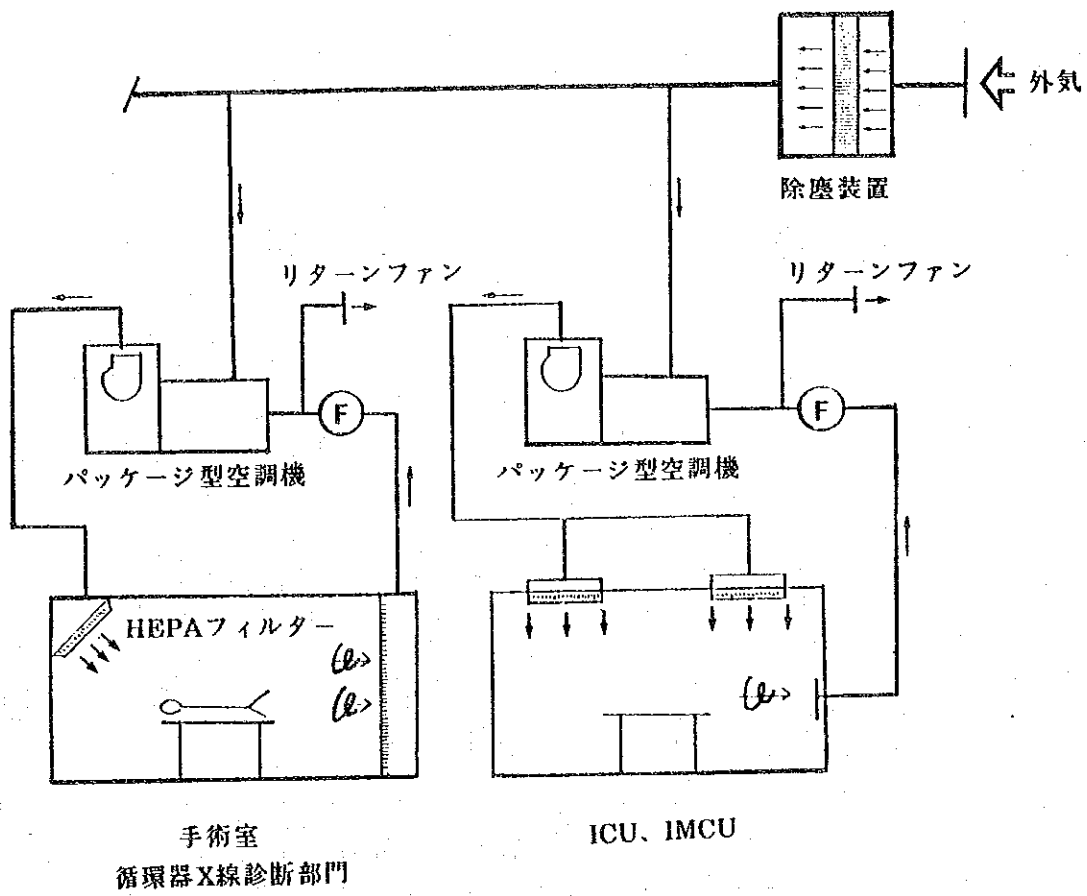 外気
除塵装置
リターンファン
リターンファン
F
F
パッケージ型空調機
パッケージ型空調機
HEPAフィルター
手術室
循環器X線診断部門
ICU、IMCU